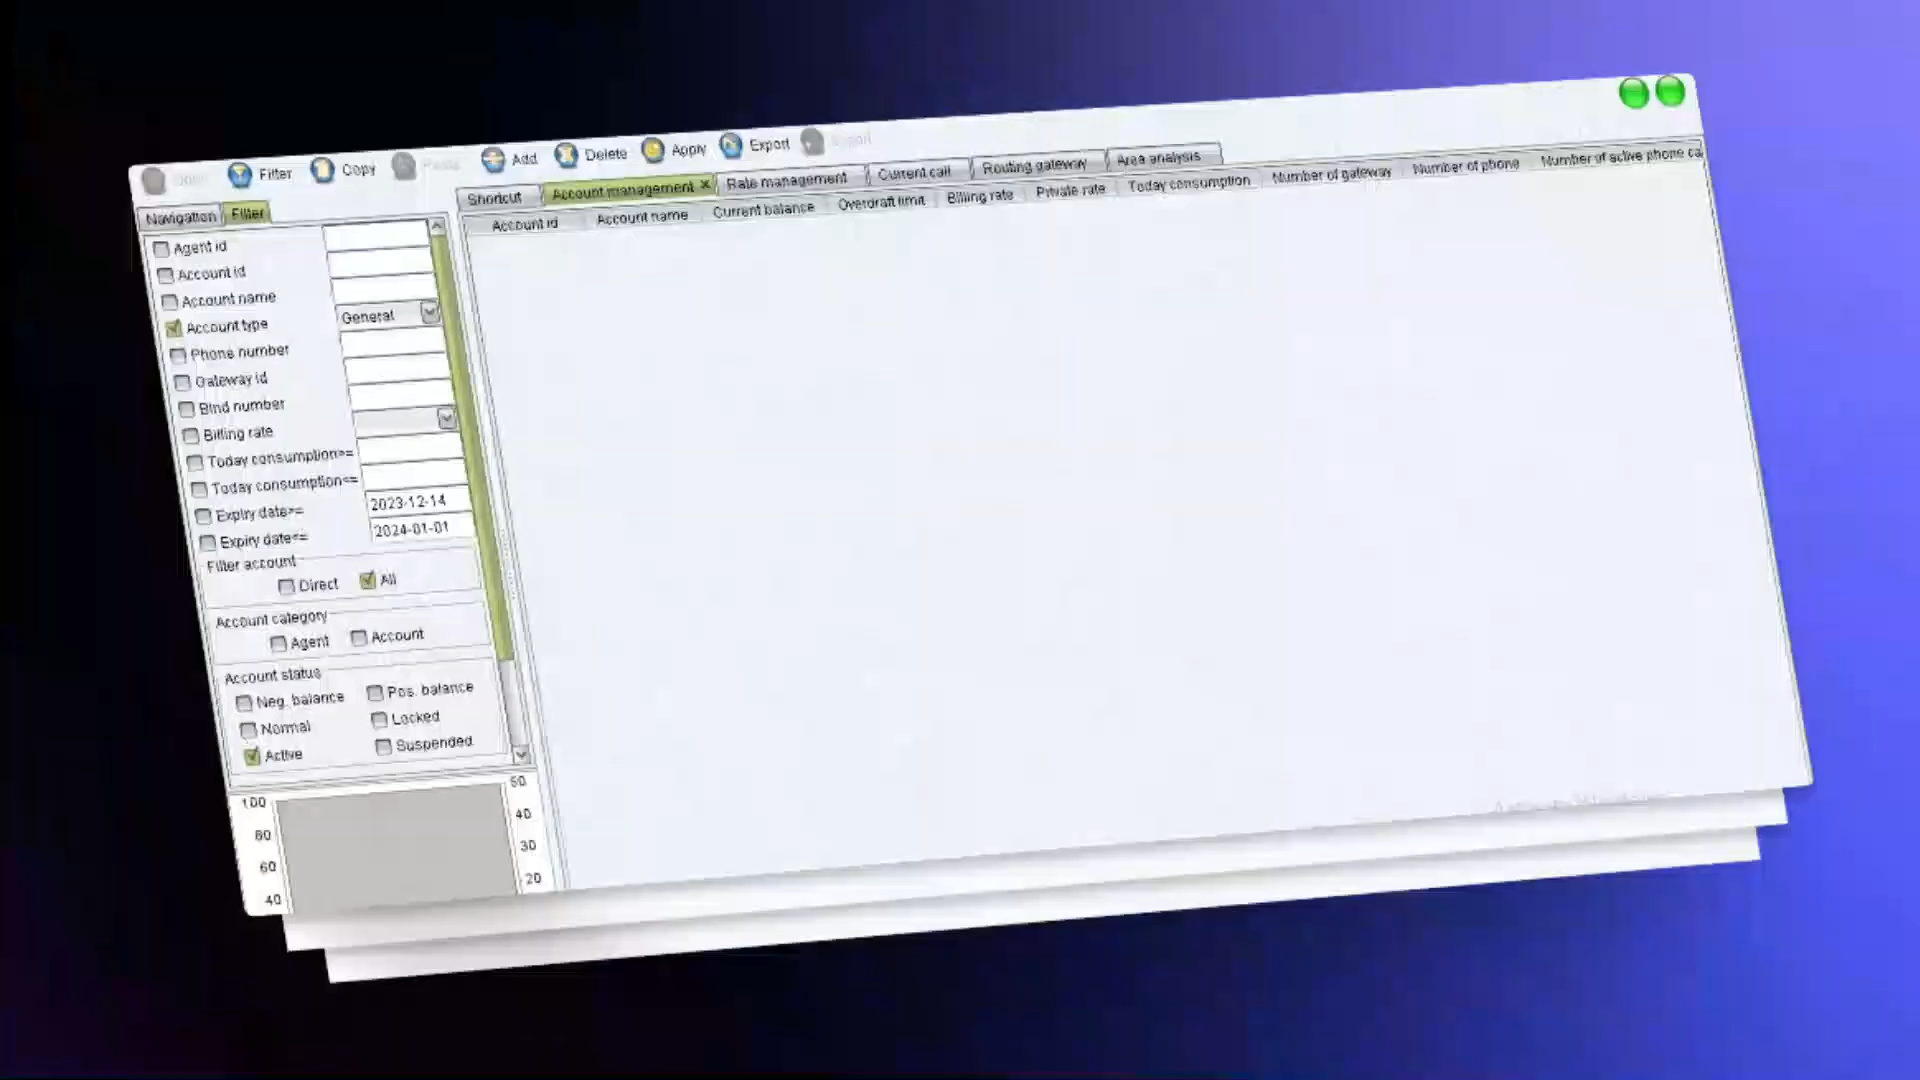 Filter Copy Add Delete Apply Export
Navigation Filter
Shortcut Account management x Rate management Current call Routing gateway Area analysis
Account id Account name Current balance Overdraft limit Billing rate Private rate Today consumption Number of gateway Number of phone Number of active phone ca
Agent id
Account id
Account name
Account type General
Phone number
Gateway id
Bind number
Billing rate
Today consumption>=
Today consumption<=
Expiry date>= 2023-12-14
Expiry date<= 2024-01-01
Filter account
Direct All
Account category
Agent Account
Account status
Neg. balance Pos. balance
Normal Locked
Active Suspended
100 50
80 40
60 30
40 20